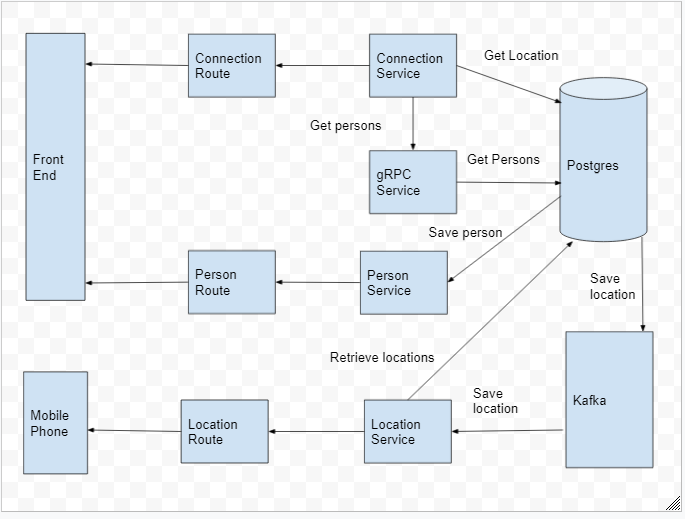 Connection
Route
Connection
Service
Get Location
Get persons
Front
End
gRPC
Service
Get Persons
Postgres
Save person
Person
Route
Person
Service
Save
location
Retrieve locations
Mobile
Phone
Location
Route
Location
Service
Save
location
Kafka